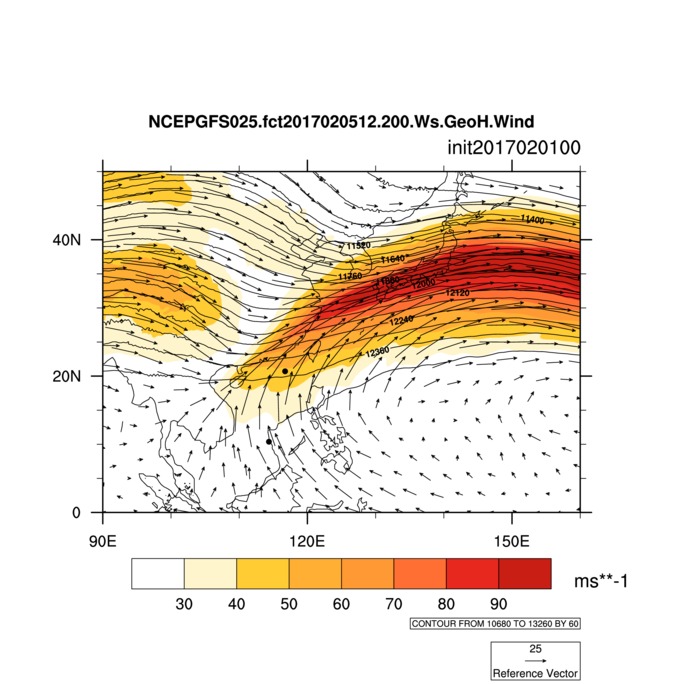 NCEPGFS025.fct2017020512.200.Ws.GeoH.Wind
init2017020100
11400
40N
11520
11640
11760
11880
12000
12120
12240
12360
20N
0
90E
120E
150E
ms**-1
30 40 50 60 70 80 90
CONTOUR FROM 10680 TO 13260 BY 60
25
Reference Vector